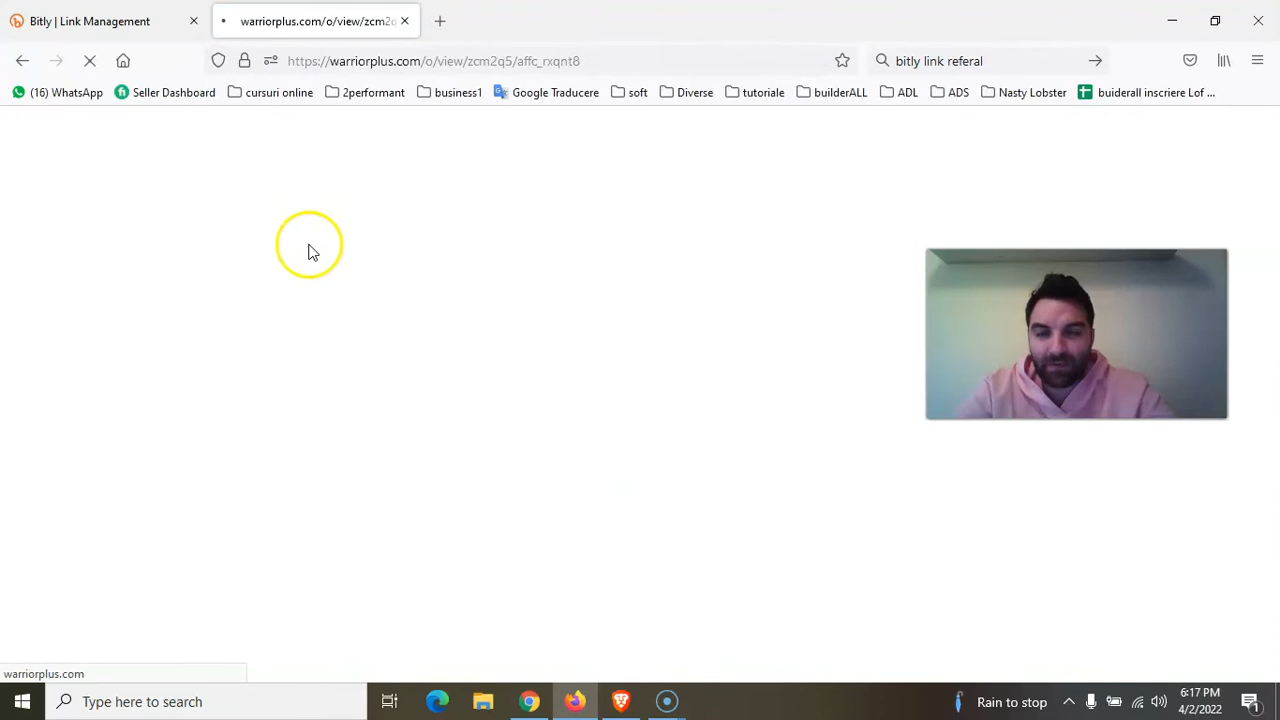 Bitly | Link Management
warriorplus.com/o/view/zcm2q
https://warriorplus.com/o/view/zcm2q5/affc_rxqnt8
bitly link referal
(16) WhatsApp
Seller Dashboard
cursuri online
2performant
business1
Google Traducere
soft
Diverse
tutoriale
builderALL
ADL
ADS
Nasty Lobster
buiderall inscriere Lof ...
warriorplus.com
Type here to search
Rain to stop
6:17 PM
4/2/2022
1